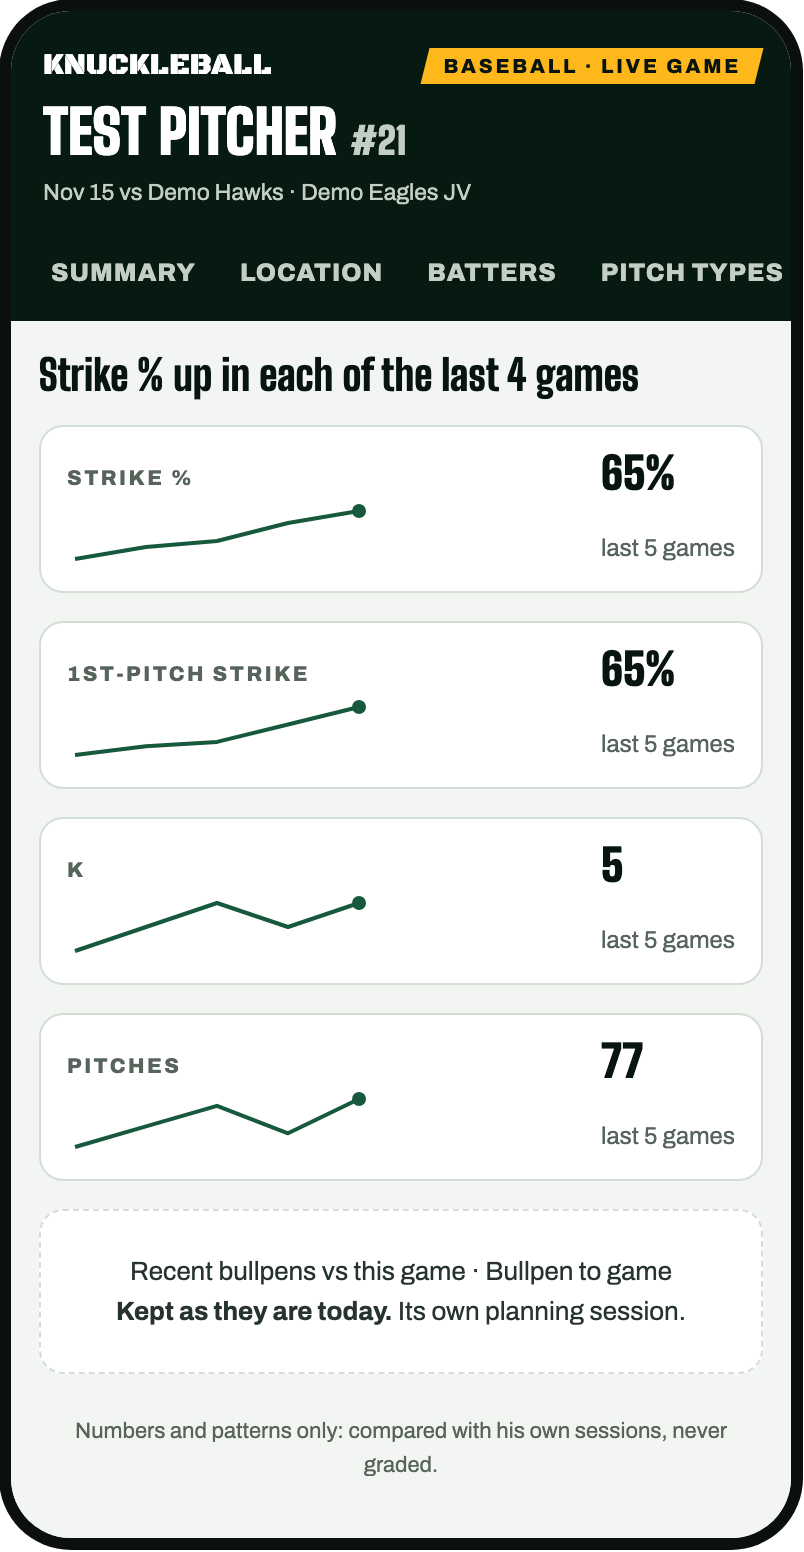 KNUCKLEBALL
BASEBALL · LIVE GAME
TEST PITCHER #21
Nov 15 vs Demo Hawks · Demo Eagles JV
SUMMARY LOCATION BATTERS PITCH TYPES
Strike % up in each of the last 4 games
STRIKE %
65%
last 5 games
1ST-PITCH STRIKE
65%
last 5 games
K
5
last 5 games
PITCHES
77
last 5 games
Recent bullpens vs this game · Bullpen to game
Kept as they are today. Its own planning session.
Numbers and patterns only: compared with his own sessions, never
graded.